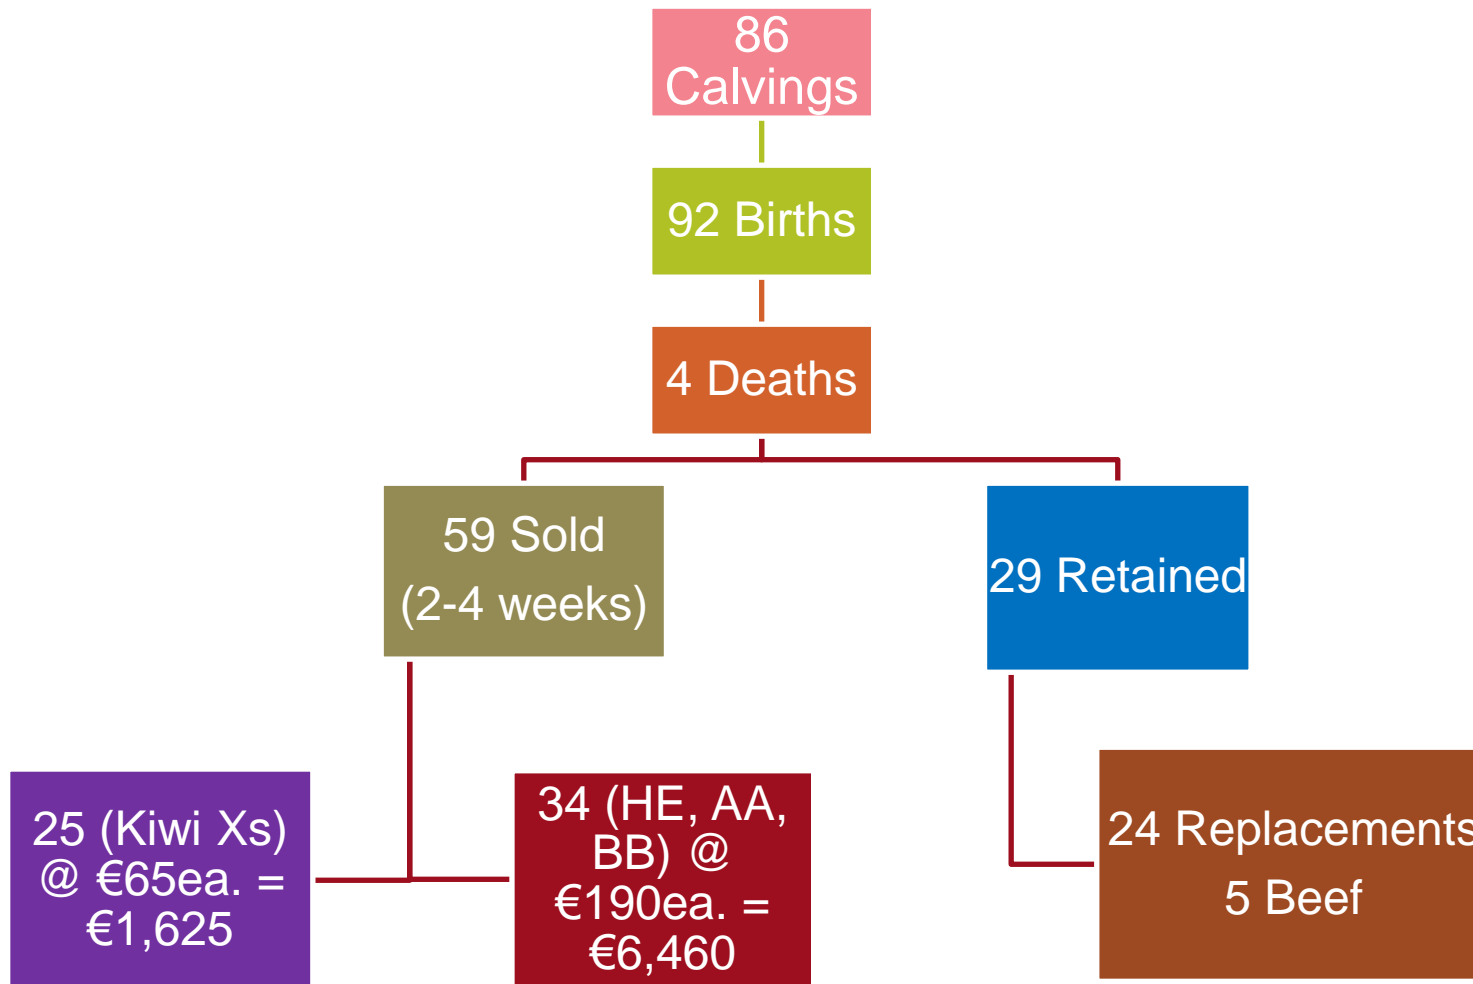 86
Calvings
92 Births
4 Deaths
59 Sold
(2-4 weeks)
29 Retained
25 (Kiwi Xs)
@ €65ea. =
€1,625
34 (HE, AA,
BB) @
€190ea. =
€6,460
24 Replacements
5 Beef